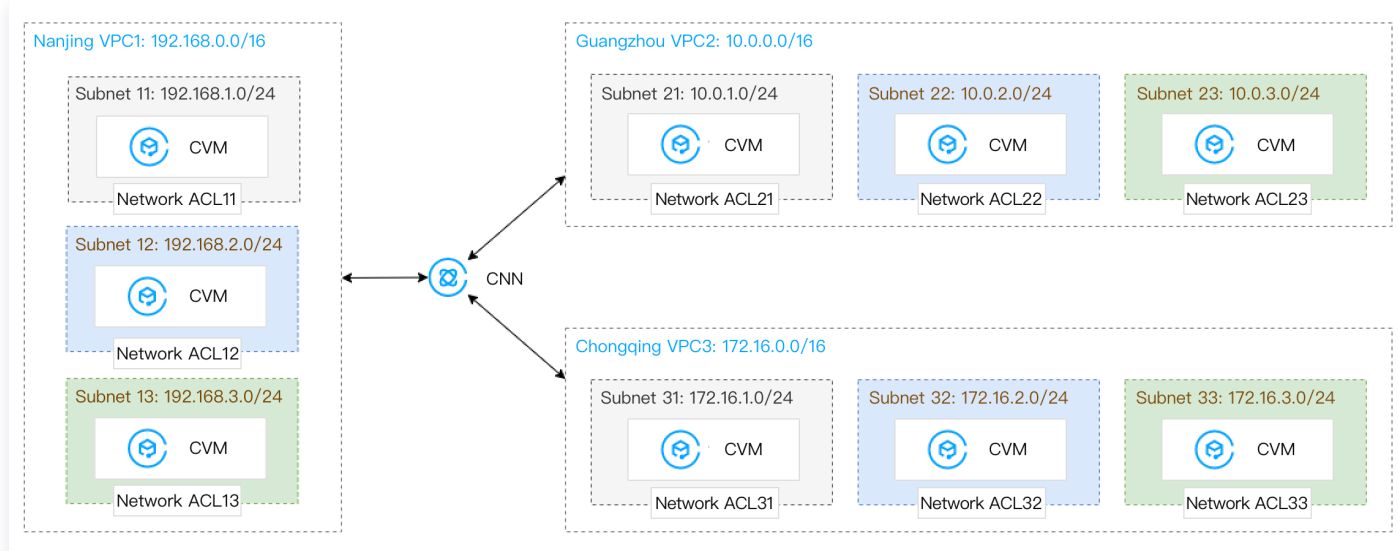 Nanjing VPC1: 192.168.0.0/16
Subnet 11: 192.168.1.0/24
CVM
Network ACL11
Subnet 12: 192.168.2.0/24
CVM
Network ACL12
Subnet 13: 192.168.3.0/24
CVM
Network ACL13
CNN
Guangzhou VPC2: 10.0.0.0/16
Subnet 21: 10.0.1.0/24
CVM
Network ACL21
Subnet 22: 10.0.2.0/24
CVM
Network ACL22
Subnet 23: 10.0.3.0/24
CVM
Network ACL23
Chongqing VPC3: 172.16.0.0/16
Subnet 31: 172.16.1.0/24
CVM
Network ACL31
Subnet 32: 172.16.2.0/24
CVM
Network ACL32
Subnet 33: 172.16.3.0/24
CVM
Network ACL33